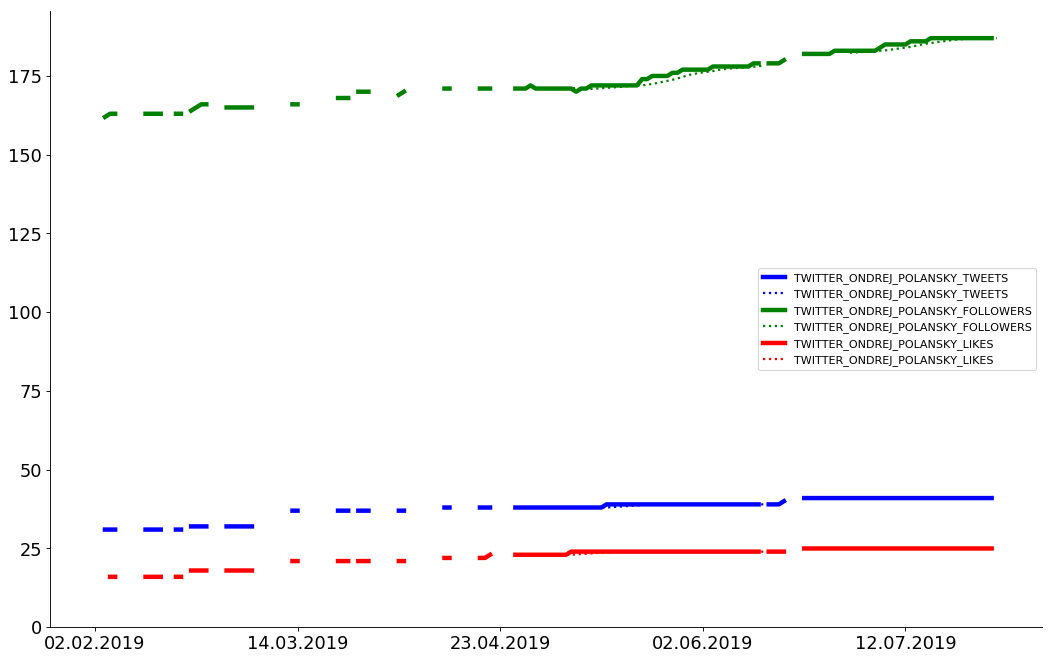 175
150
125
100
75
50
25
0
TWITTER_ONDREJ_POLANSKY_TWEETS
TWITTER_ONDREJ_POLANSKY_TWEETS
TWITTER_ONDREJ_POLANSKY_FOLLOWERS
TWITTER_ONDREJ_POLANSKY_FOLLOWERS
TWITTER_ONDREJ_POLANSKY_LIKES
TWITTER_ONDREJ_POLANSKY_LIKES
02.02.2019 14.03.2019 23.04.2019 02.06.2019 12.07.2019